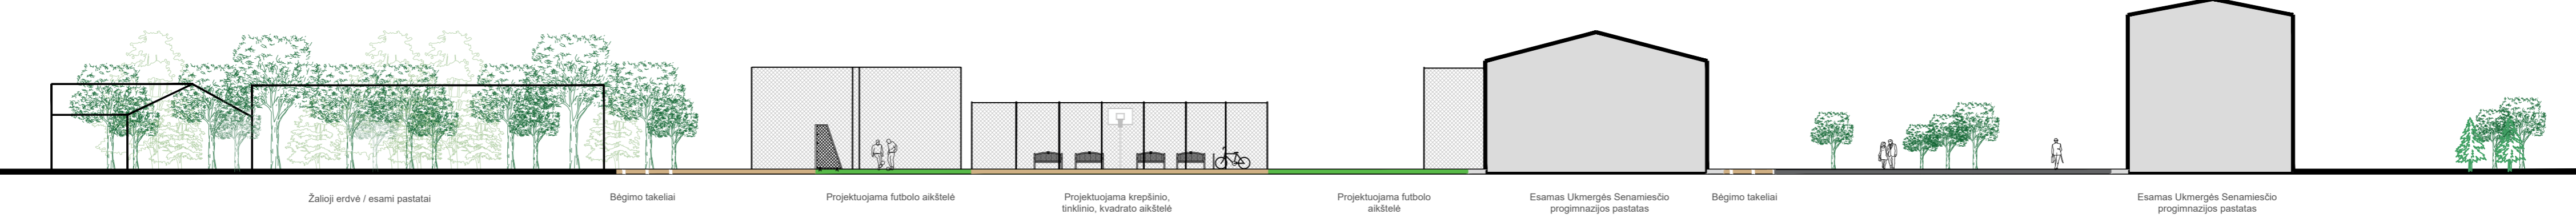 Žalioji erdvė / esami pastatai
Bėgimo takeliai
Projektuojama futbolo aikštelė
Projektuojama krepšinio,
tinklinio, kvadrato aikštelė
Projektuojama futbolo
aikštelė
Esamas Ukmergės Senamiesčio
progimnazijos pastatas
Bėgimo takeliai
Esamas Ukmergės Senamiesčio
progimnazijos pastatas